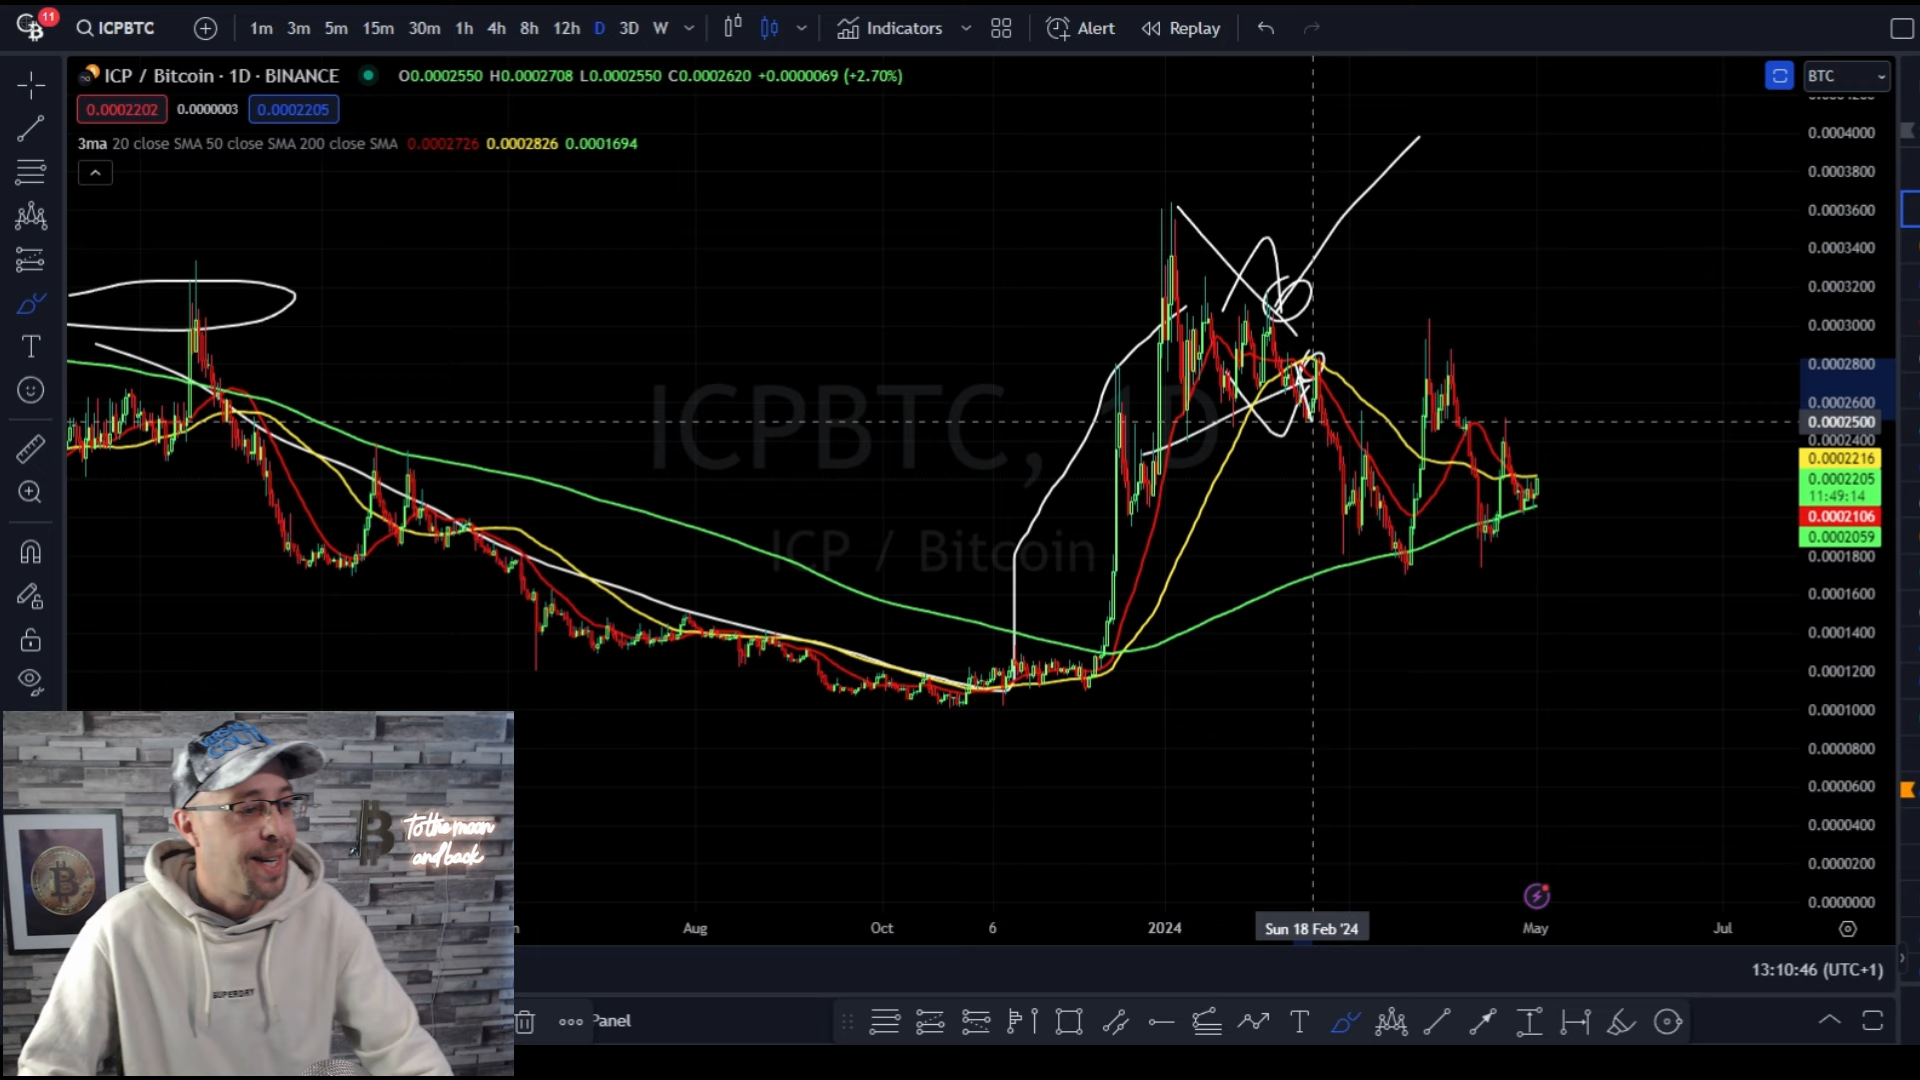 11
ICPBTC
1m 3m 5m 15m 30m 1h 4h 8h 12h D 3D W
Indicators
Alert
Replay
ICP / Bitcoin · 1D · BINANCE
O0.0002550 H0.0002708 L0.0002550 C0.0002620 +0.0000069 (+2.70%)
BTC
0.0002202
0.0000003
0.0002205
3ma 20 close SMA 50 close SMA 200 close SMA 0.0002726 0.0002826 0.0001694
ICPBTC, 1D
ICP / Bitcoin
0.0004000
0.0003800
0.0003600
0.0003400
0.0003200
0.0003000
0.0002800
0.0002600
0.0002500
0.0002400
0.0002216
0.0002205
11:49:14
0.0002106
0.0002059
0.0001800
0.0001600
0.0001400
0.0001200
0.0001000
0.0000800
0.0000600
0.0000400
0.0000200
0.0000000
Aug
Oct
6
2024
Sun 18 Feb '24
May
Jul
13:10:46 (UTC+1)
Panel
To the moon
and back
SUPERDRY